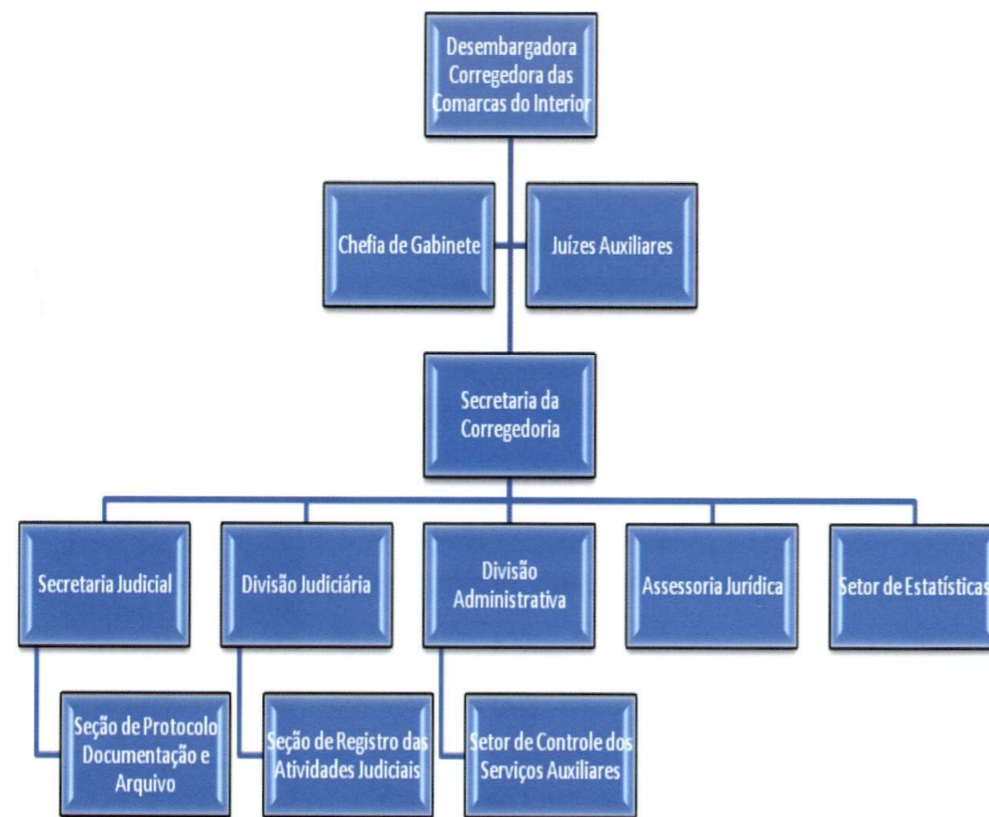 Desembargadora
Corregedora das
Comarcas do Interior
Chefia de Gabinete
Juízes Auxiliares
Secretaria da
Corregedoria
Secretaria Judicial
Divisão Judiciária
Divisão
Administrativa
Assessoria Jurídica
Setor de Estatísticas
Seção de Protocolo
Documentação e
Arquivo
Seção de Registro das
Atividades Judiciais
Setor de Controle dos
Serviços Auxiliares